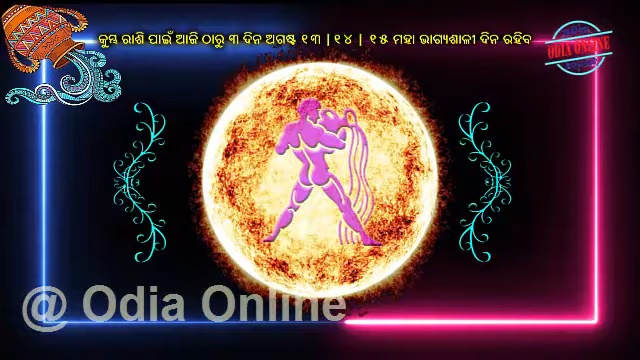 କୁମ୍ଭ ରାଶି ପାଇଁ ଆଜି ଠାରୁ ୩ ଦିନ ଅଗଷ୍ଟ ୧୩ | ୧୪ | ୧୫ ମହା ଭାଗ୍ୟଶାଳୀ ଦିନ ରହିବ
ODIA ONLINE
@ Odia Online